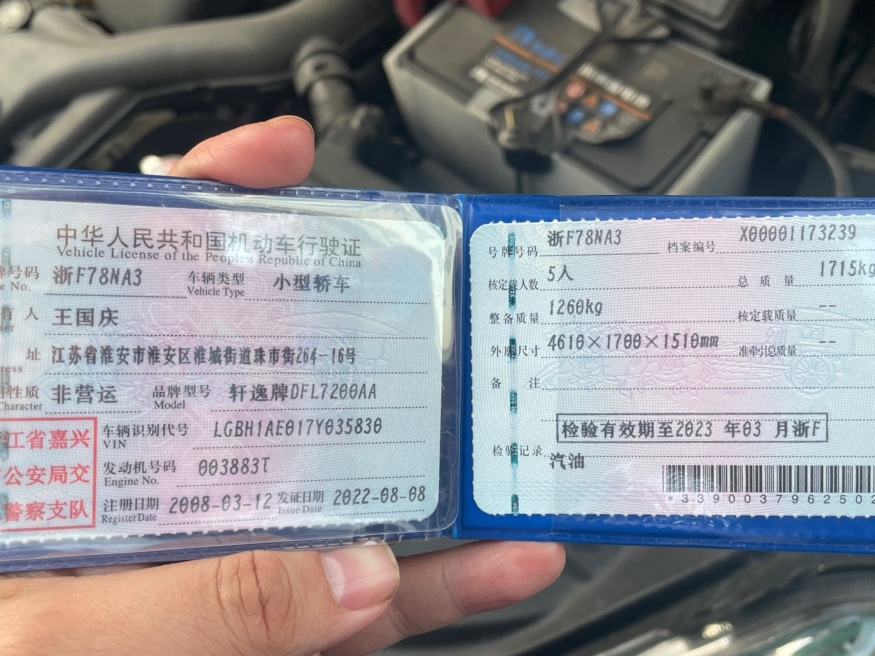 中华人民共和国机动车行驶证
Vehicle License of the People's Republic of China
号码 浙F78NA3 车辆类型 小型轿车
No. Vehicle Type
人 王国庆
址 江苏省淮安市淮安区淮城街道珠市街264-16号
性质 非营运 品牌型号 轩逸牌DFL7200AA
Character Model
江省嘉兴
公安局交
警察支队
车辆识别代号 LGBH1AE017Y035830
VIN
发动机号码 003883T
Engine No.
注册日期 2008-03-12 发证日期 2022-08-08
Register Date Issue Date
号牌号码 浙F78NA3 档案编号 X00001173239
核定载人数 5人 总质量 1715kg
整备质量 1260kg 核定载质量 --
外廓尺寸 4610×1700×1510mm 准牵引总质量 --
备注
检验有效期至2023 年03 月浙F
检验记录
汽油
*3390037962502